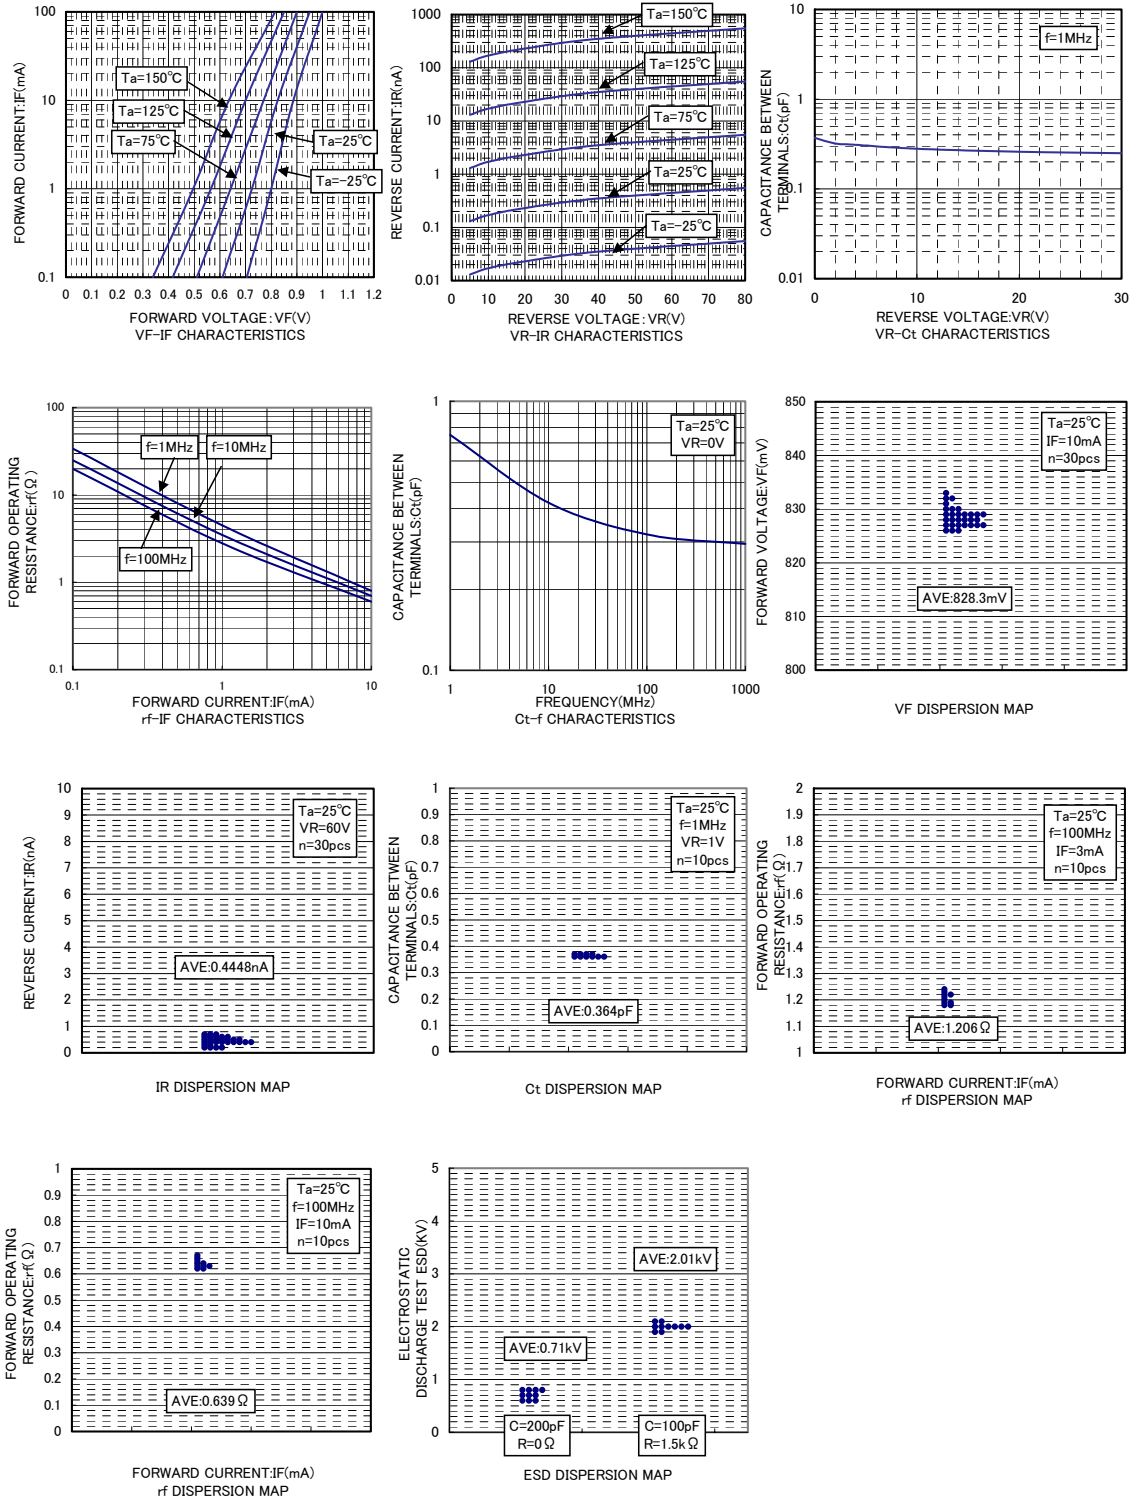 100
10
1
0.1
FORWARD CURRENT:IF(mA)
Ta=150℃
Ta=125℃
Ta=75℃
Ta=25℃
Ta=-25℃
0 0.1 0.2 0.3 0.4 0.5 0.6 0.7 0.8 0.9 1 1.1 1.2
FORWARD VOLTAGE:VF(V)
VF-IF CHARACTERISTICS
1000
100
10
1
0.1
0.01
REVERSE CURRENT:IR(nA)
Ta=150℃
Ta=125℃
Ta=75℃
Ta=25℃
Ta=-25℃
0 10 20 30 40 50 60 70 80
REVERSE VOLTAGE:VR(V)
VR-IR CHARACTERISTICS
10
1
0.1
0.01
CAPACITANCE BETWEEN
TERMINALS:Ct(pF)
f=1MHz
0 10 20 30
REVERSE VOLTAGE:VR(V)
VR-Ct CHARACTERISTICS
100
10
1
0.1
FORWARD OPERATING
RESISTANCE:rf(Ω)
f=1MHz
f=10MHz
f=100MHz
0.1 1 10
FORWARD CURRENT:IF(mA)
rf-IF CHARACTERISTICS
1
0.1
CAPACITANCE BETWEEN
TERMINALS:Ct(pF)
Ta=25℃
VR=0V
1 10 100 1000
FREQUENCY(MHz)
Ct-f CHARACTERISTICS
850
840
830
820
810
800
FORWARD VOLTAGE:VF(mV)
Ta=25℃
IF=10mA
n=30pcs
AVE:828.3mV
VF DISPERSION MAP
10
9
8
7
6
5
4
3
2
1
0
REVERSE CURRENT:IR(nA)
Ta=25℃
VR=60V
n=30pcs
AVE:0.4448nA
IR DISPERSION MAP
1
0.9
0.8
0.7
0.6
0.5
0.4
0.3
0.2
0.1
0
CAPACITANCE BETWEEN
TERMINALS:Ct(pF)
Ta=25℃
f=1MHz
VR=1V
n=10pcs
AVE:0.364pF
Ct DISPERSION MAP
2
1.9
1.8
1.7
1.6
1.5
1.4
1.3
1.2
1.1
1
FORWARD OPERATING
RESISTANCE:rf(Ω)
Ta=25℃
f=100MHz
IF=3mA
n=10pcs
AVE:1.206Ω
FORWARD CURRENT:IF(mA)
rf DISPERSION MAP
1
0.9
0.8
0.7
0.6
0.5
0.4
0.3
0.2
0.1
0
FORWARD OPERATING
RESISTANCE:rf(Ω)
Ta=25℃
f=100MHz
IF=10mA
n=10pcs
AVE:0.639Ω
FORWARD CURRENT:IF(mA)
rf DISPERSION MAP
5
4
3
2
1
0
ELECTROSTATIC
DISCHARGE TEST ESD(KV)
AVE:2.01kV
AVE:0.71kV
C=200pF
R=0Ω
C=100pF
R=1.5kΩ
ESD DISPERSION MAP